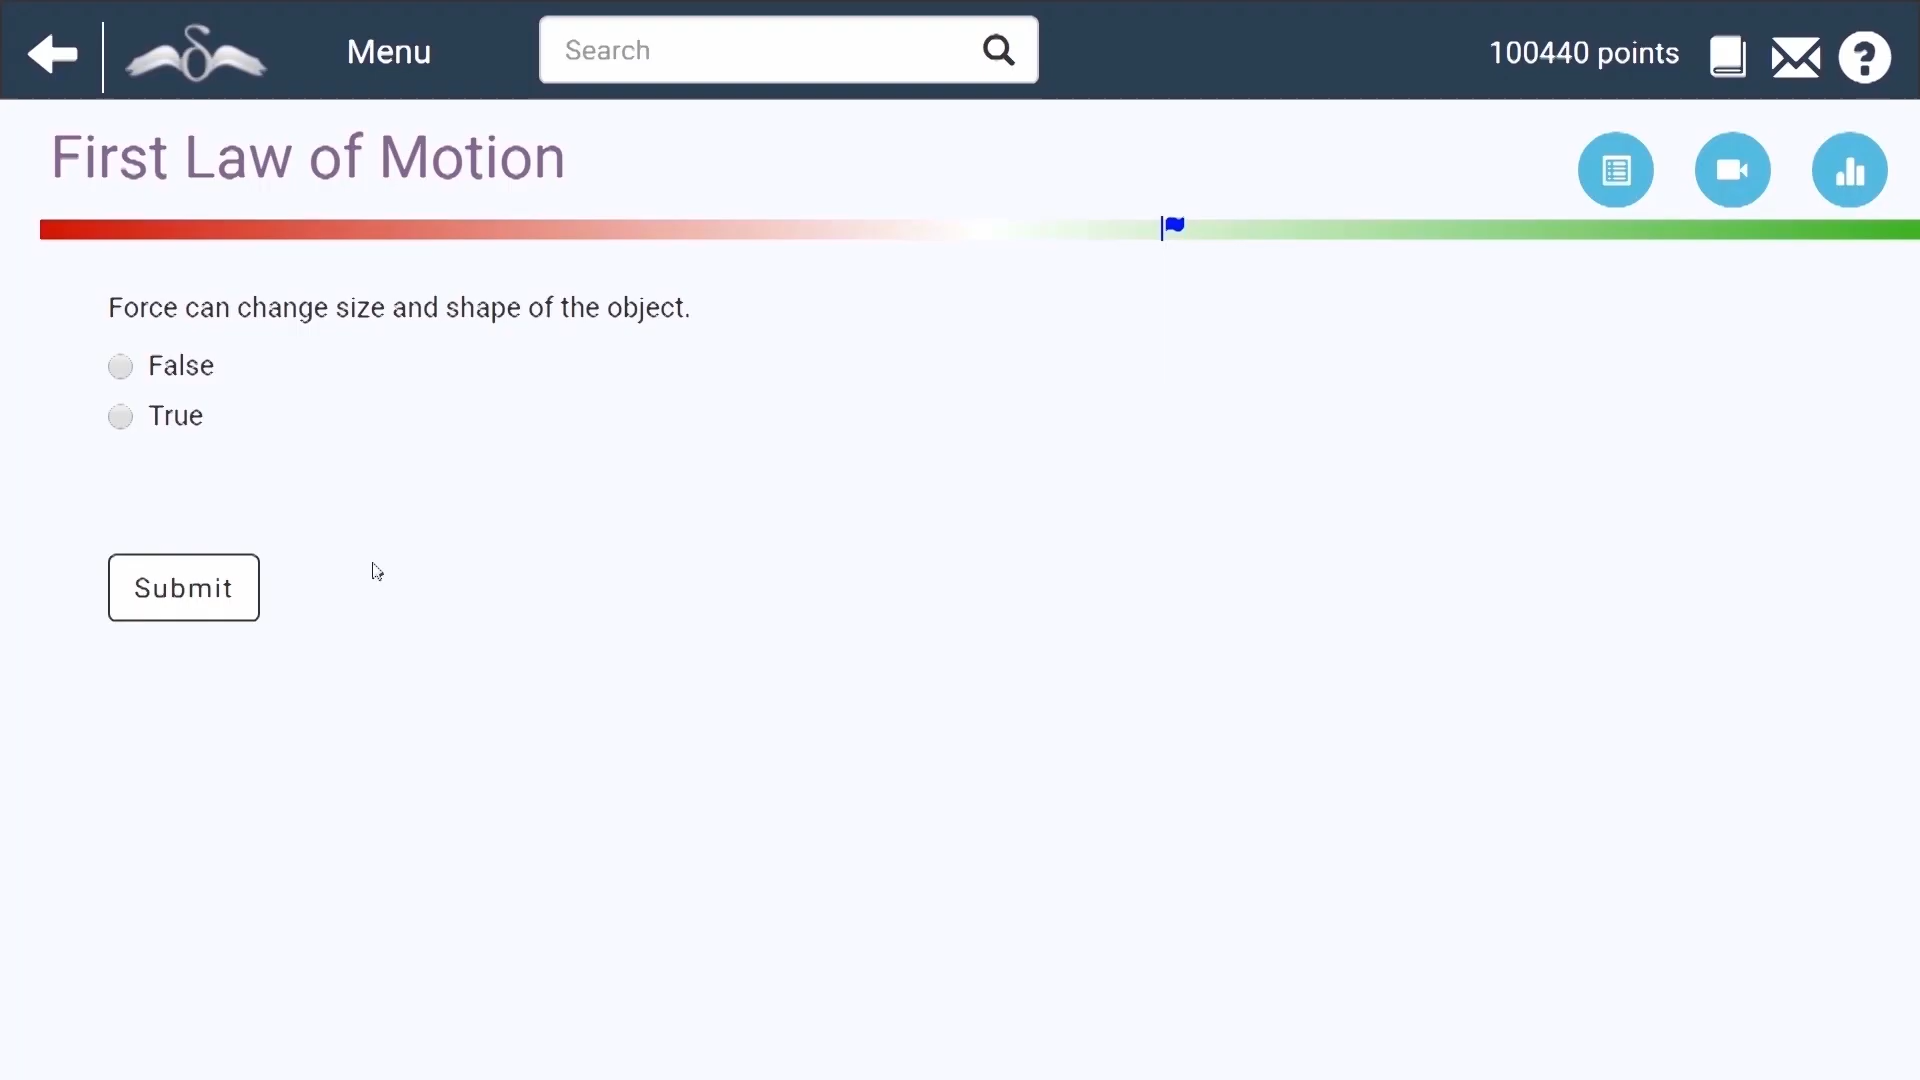 Menu
Search
100440 points
First Law of Motion
Force can change size and shape of the object.
False
True
Submit